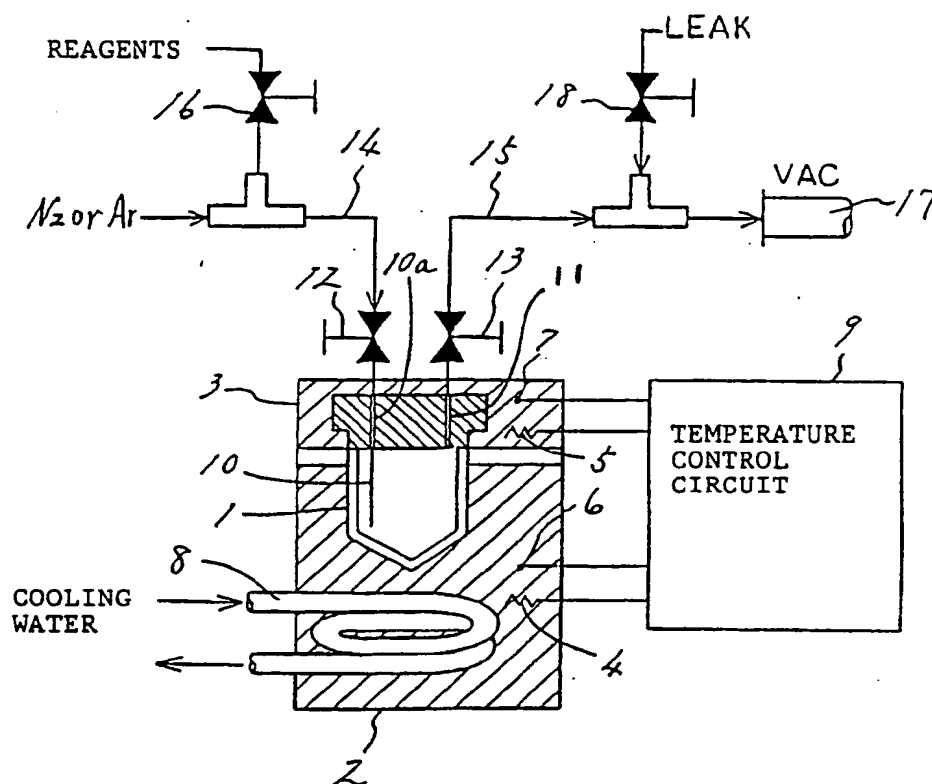 LEAK
REAGENTS
16
18
14
15
VAC
N2 or Ar
17
10a
11
12
13
7
9
3
TEMPERATURE
CONTROL
CIRCUIT
5
10
6
1
8
COOLING
WATER
4
2